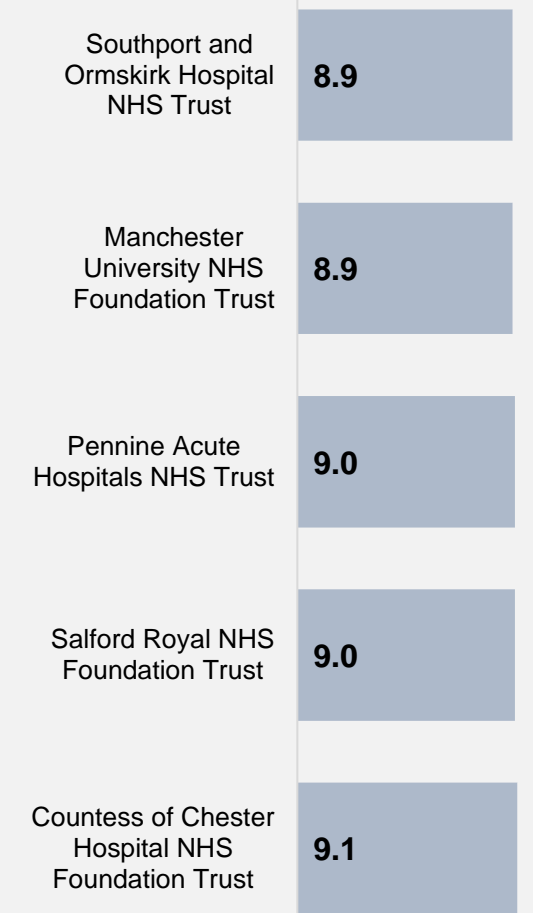 Southport and
Ormskirk Hospital
NHS Trust
8.9
Manchester
University NHS
Foundation Trust
8.9
Pennine Acute
Hospitals NHS Trust
9.0
Salford Royal NHS
Foundation Trust
9.0
Countess of Chester
Hospital NHS
Foundation Trust
9.1